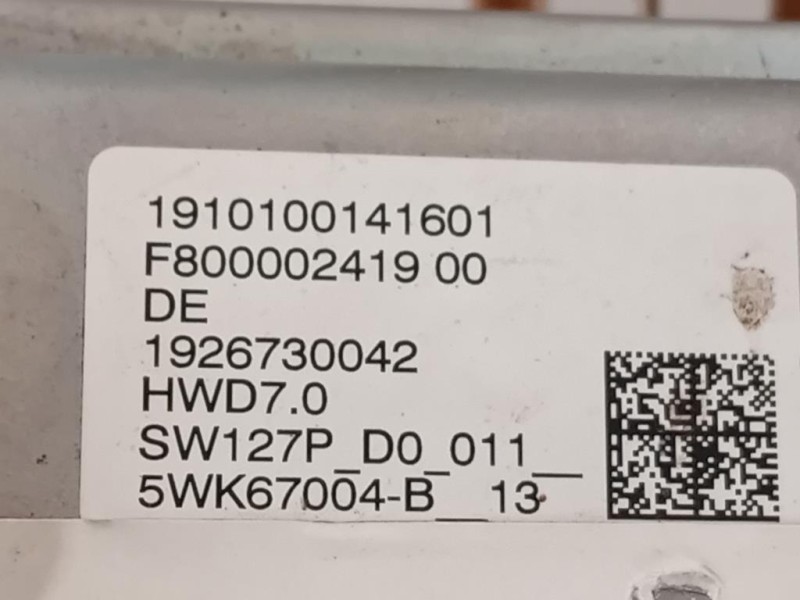 1910100141601
F800002419 00
DE
1926730042
HWD7.0
SW127P_D0_011__
5WK67004-B__13